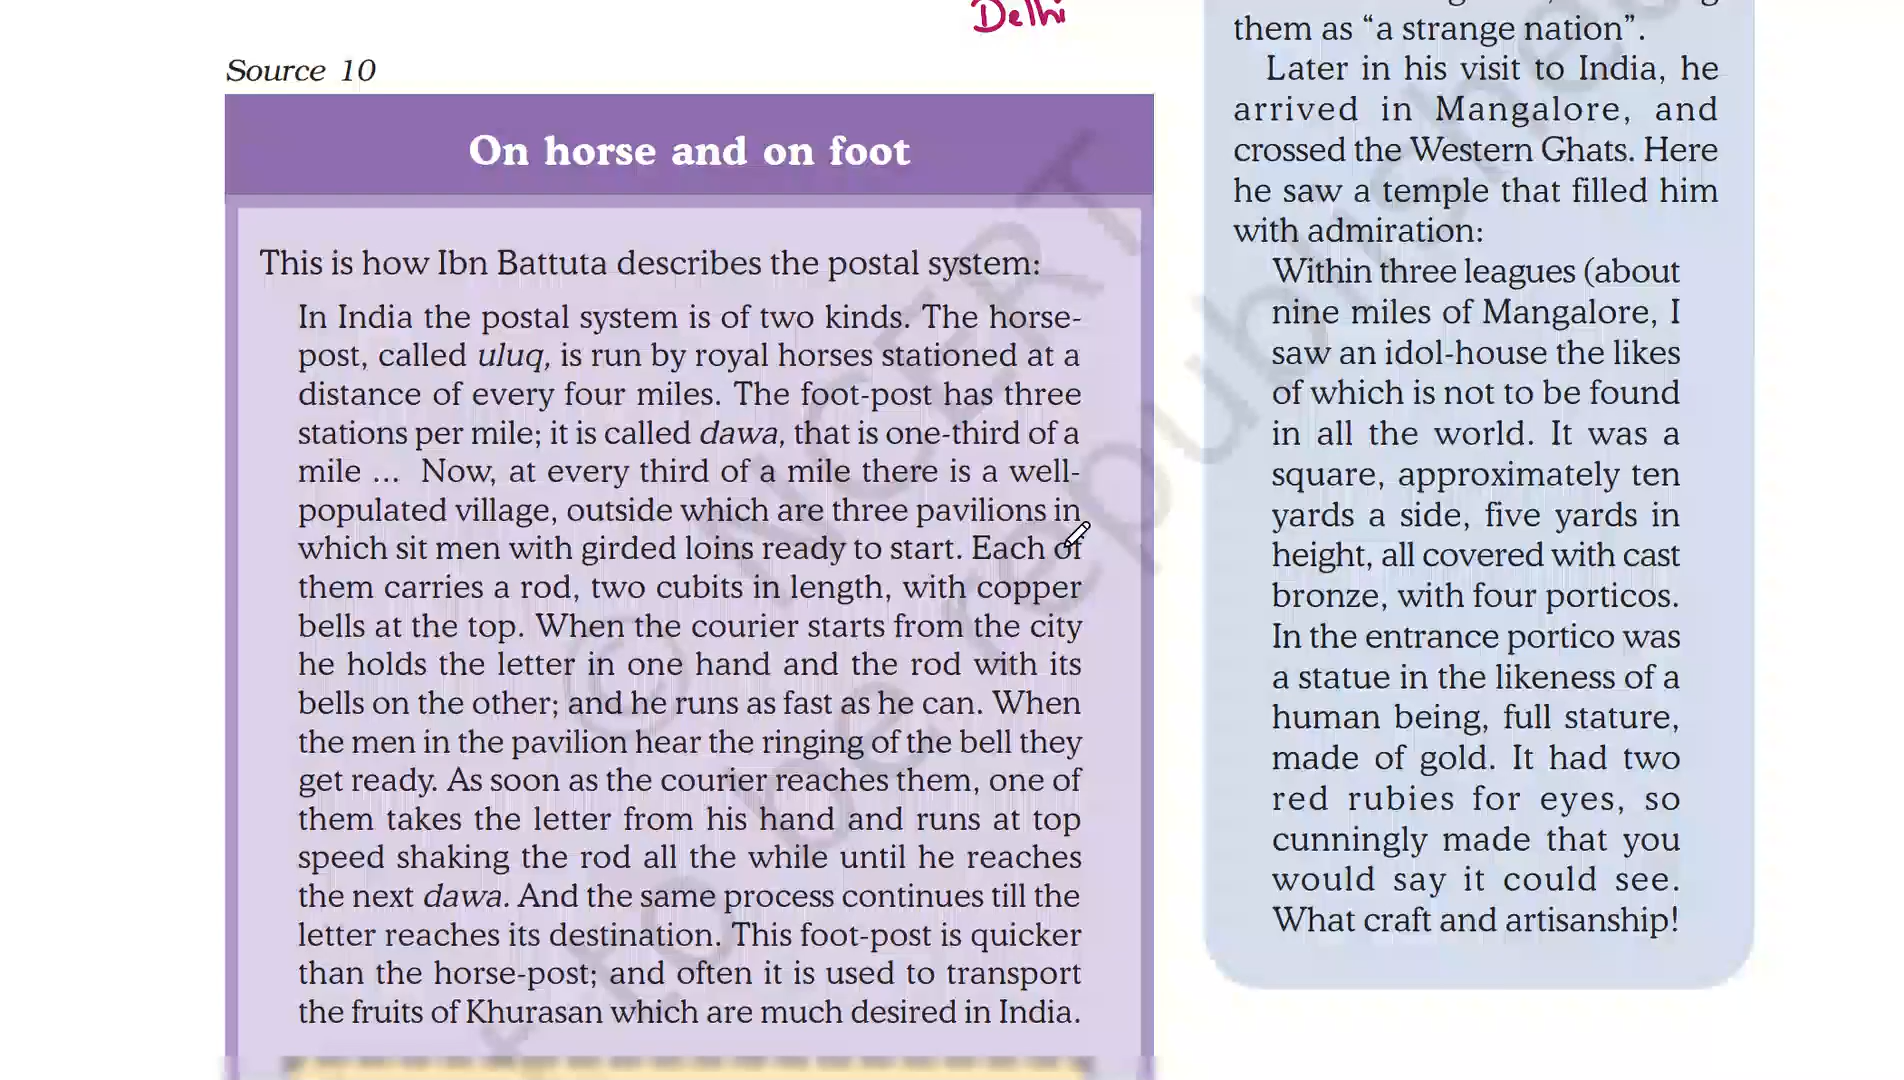 Delhi
Source 10
On horse and on foot
This is how Ibn Battuta describes the postal system:
In India the postal system is of two kinds. The horse-
post, called uluq, is run by royal horses stationed at a
distance of every four miles. The foot-post has three
stations per mile; it is called dawa, that is one-third of a
mile ... Now, at every third of a mile there is a well-
populated village, outside which are three pavilions in
which sit men with girded loins ready to start. Each of
them carries a rod, two cubits in length, with copper
bells at the top. When the courier starts from the city
he holds the letter in one hand and the rod with its
bells on the other; and he runs as fast as he can. When
the men in the pavilion hear the ringing of the bell they
get ready. As soon as the courier reaches them, one of
them takes the letter from his hand and runs at top
speed shaking the rod all the while until he reaches
the next dawa. And the same process continues till the
letter reaches its destination. This foot-post is quicker
than the horse-post; and often it is used to transport
the fruits of Khurasan which are much desired in India.
them as “a strange nation”.
Later in his visit to India, he
arrived in Mangalore, and
crossed the Western Ghats. Here
he saw a temple that filled him
with admiration:
Within three leagues (about
nine miles of Mangalore, I
saw an idol-house the likes
of which is not to be found
in all the world. It was a
square, approximately ten
yards a side, five yards in
height, all covered with cast
bronze, with four porticos.
In the entrance portico was
a statue in the likeness of a
human being, full stature,
made of gold. It had two
red rubies for eyes, so
cunningly made that you
would say it could see.
What craft and artisanship!
© NCERT
to be republished